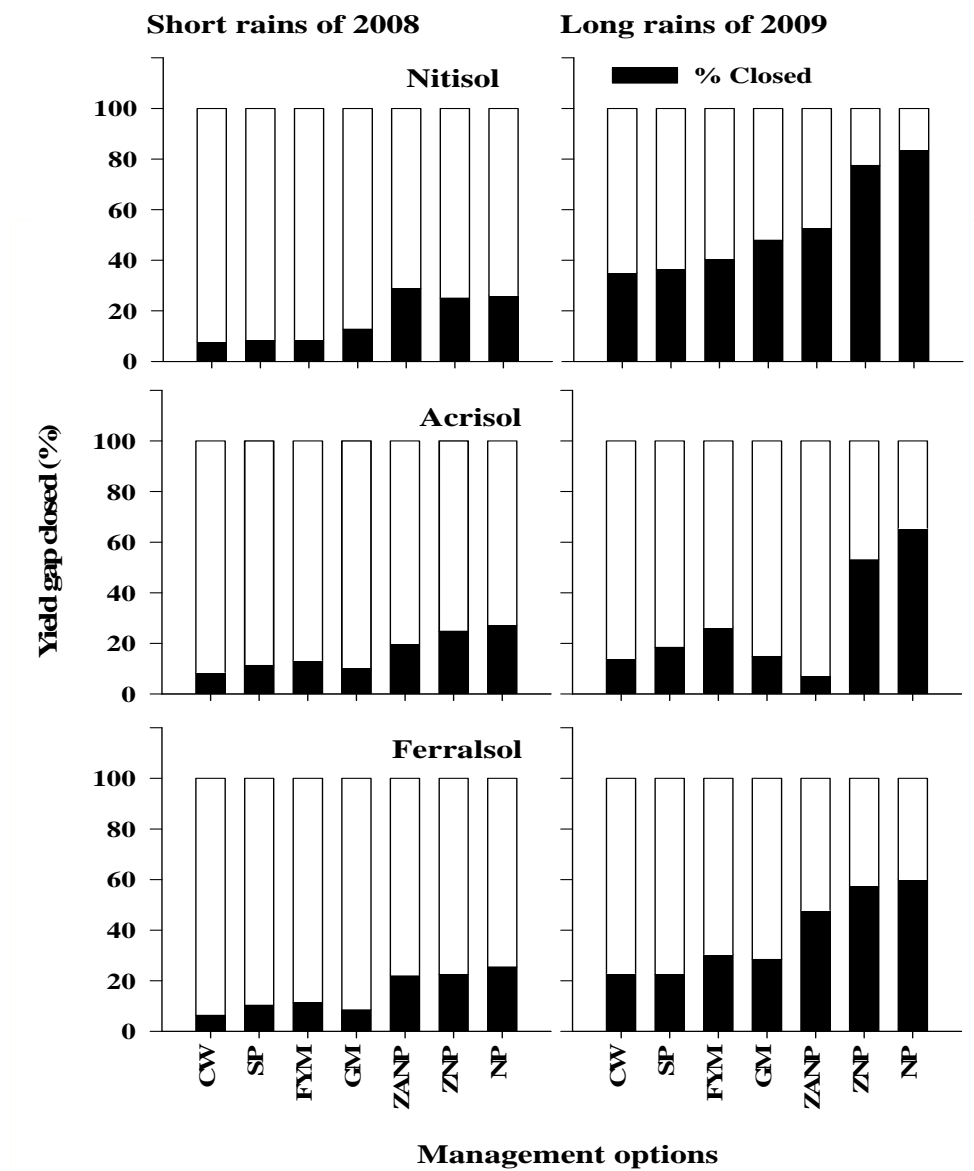 Short rains of 2008
Long rains of 2009
Nitisol
% Closed
100
80
60
40
20
0
Acrisol
100
80
60
40
20
0
Yield gap closed (%)
Ferralsol
100
80
60
40
20
0
CW SP FYM GM ZANP ZNP NP
CW SP FYM GM ZANP ZNP NP
Management options